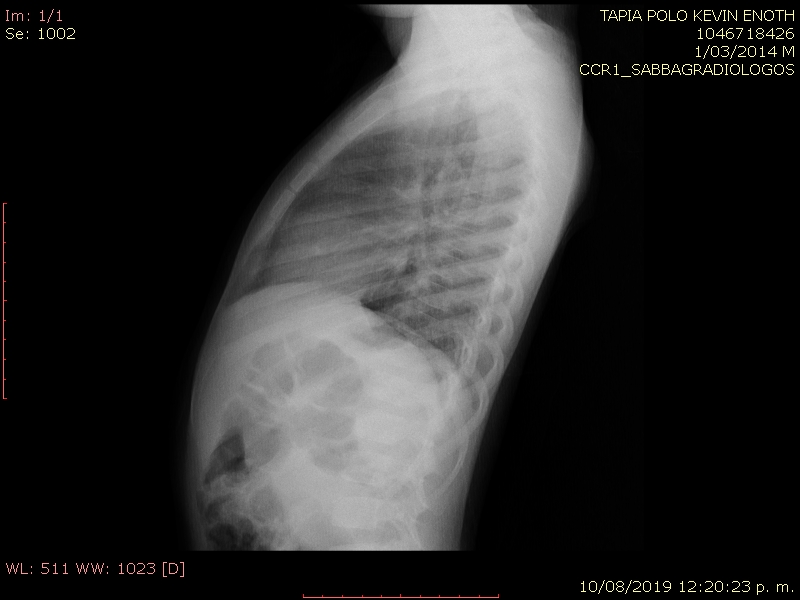 Im: 1/1
Se: 1002
TAPIA POLO KEVIN ENOTH
1046718426
1/03/2014 M
CCR1_SABBAGRADIOLOGOS
WL: 511 WW: 1023 [D]
10/08/2019 12:20:23 p. m.